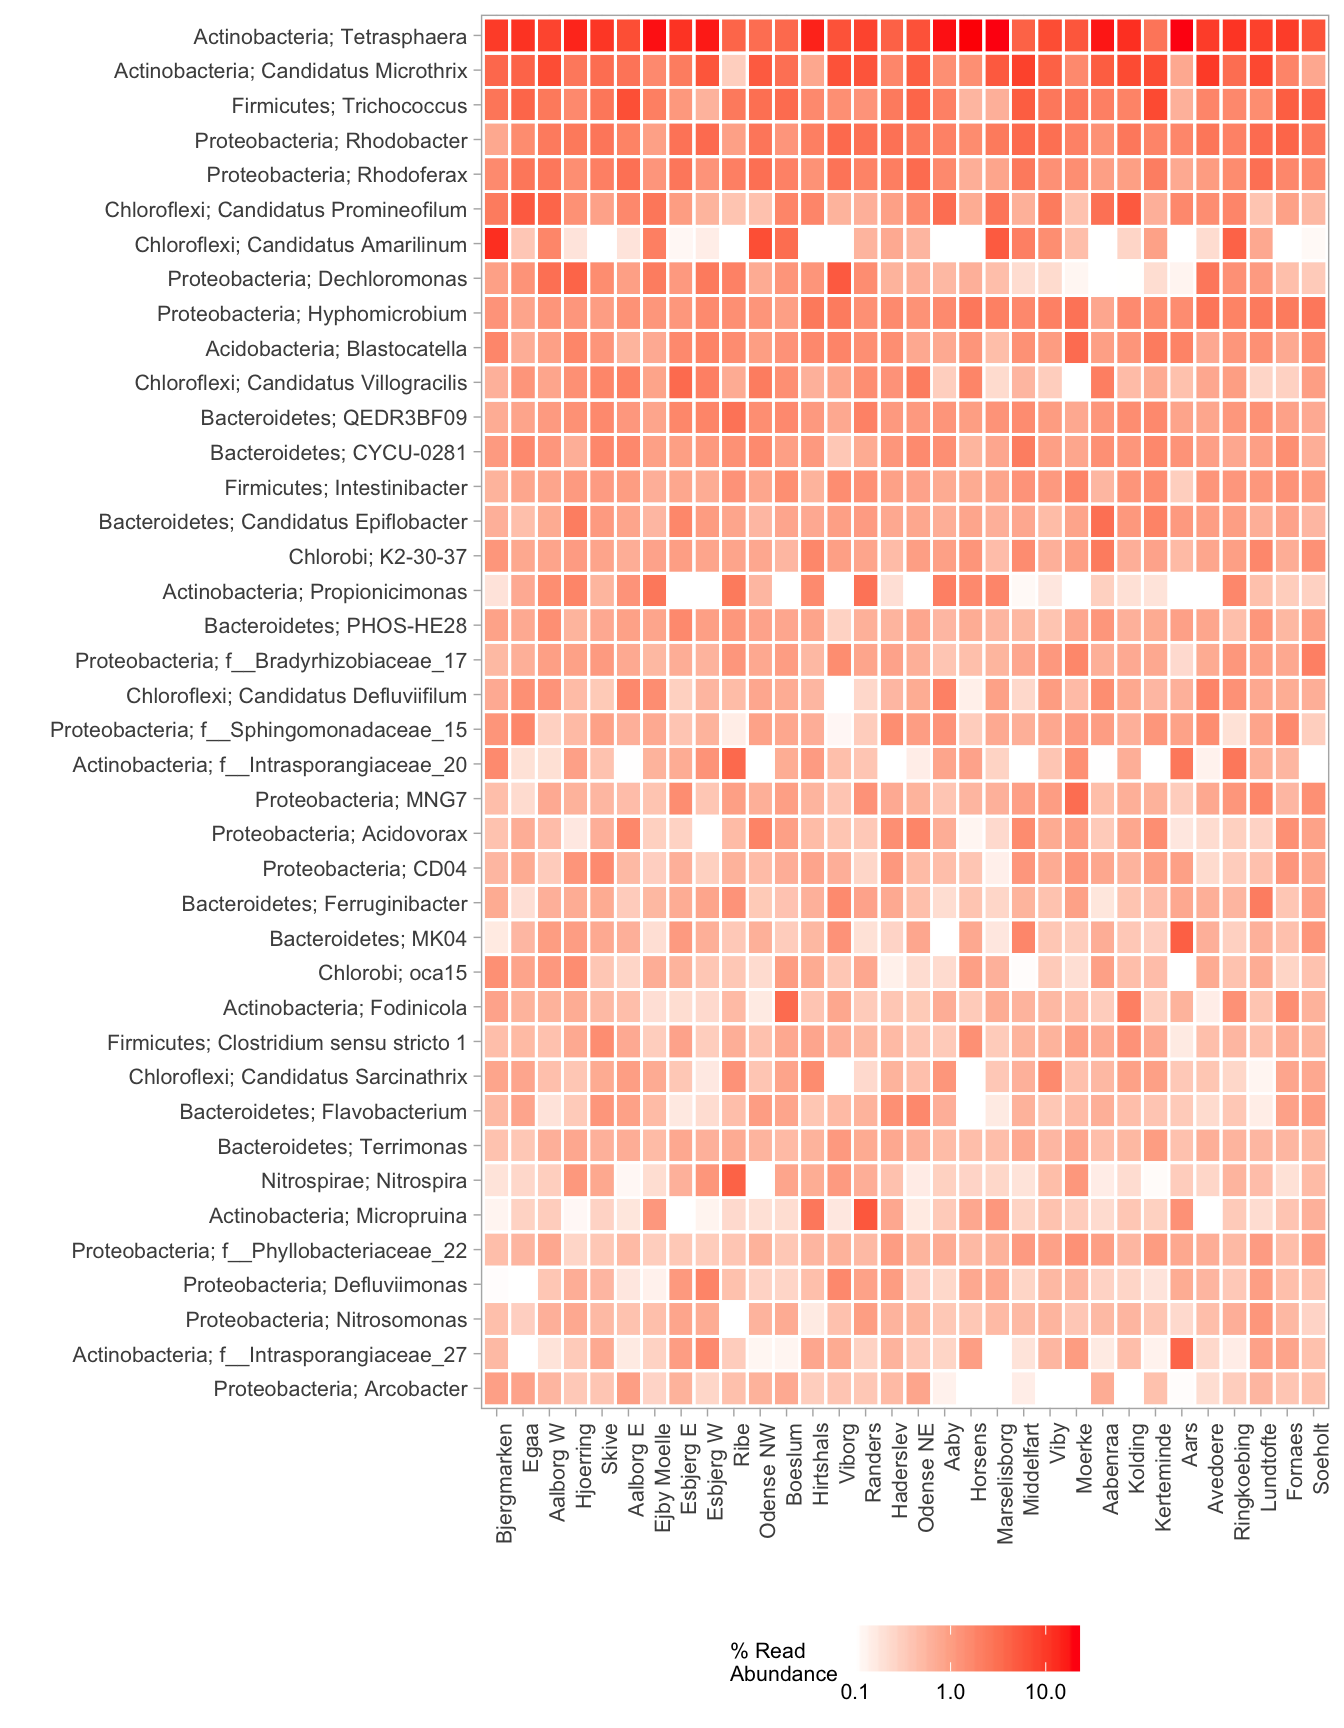 Actinobacteria; Tetrasphaera
Actinobacteria; Candidatus Microthrix
Firmicutes; Trichococcus
Proteobacteria; Rhodobacter
Proteobacteria; Rhodoferax
Chloroflexi; Candidatus Promineofilum
Chloroflexi; Candidatus Amarilinum
Proteobacteria; Dechloromonas
Proteobacteria; Hyphomicrobium
Acidobacteria; Blastocatella
Chloroflexi; Candidatus Villogracilis
Bacteroidetes; QEDR3BF09
Bacteroidetes; CYCU-0281
Firmicutes; Intestinibacter
Bacteroidetes; Candidatus Epiflobacter
Chlorobi; K2-30-37
Actinobacteria; Propionicimonas
Bacteroidetes; PHOS-HE28
Proteobacteria; f__Bradyrhizobiaceae_17
Chloroflexi; Candidatus Defluviifilum
Proteobacteria; f__Sphingomonadaceae_15
Actinobacteria; f__Intrasporangiaceae_20
Proteobacteria; MNG7
Proteobacteria; Acidovorax
Proteobacteria; CD04
Bacteroidetes; Ferruginibacter
Bacteroidetes; MK04
Chlorobi; oca15
Actinobacteria; Fodinicola
Firmicutes; Clostridium sensu stricto 1
Chloroflexi; Candidatus Sarcinathrix
Bacteroidetes; Flavobacterium
Bacteroidetes; Terrimonas
Nitrospirae; Nitrospira
Actinobacteria; Micropruina
Proteobacteria; f__Phyllobacteriaceae_22
Proteobacteria; Defluviimonas
Proteobacteria; Nitrosomonas
Actinobacteria; f__Intrasporangiaceae_27
Proteobacteria; Arcobacter
Bjergmarken
Egaa
Aalborg W
Hjoerring
Skive
Aalborg E
Ejby Moelle
Esbjerg E
Esbjerg W
Ribe
Odense NW
Boeslum
Hirtshals
Viborg
Randers
Haderslev
Odense NE
Aaby
Horsens
Marselisborg
Middelfart
Viby
Moerke
Aabenraa
Kolding
Kerteminde
Aars
Avedoere
Ringkoebing
Lundtofte
Fornaes
Soeholt
% Read
Abundance
0.1 1.0 10.0